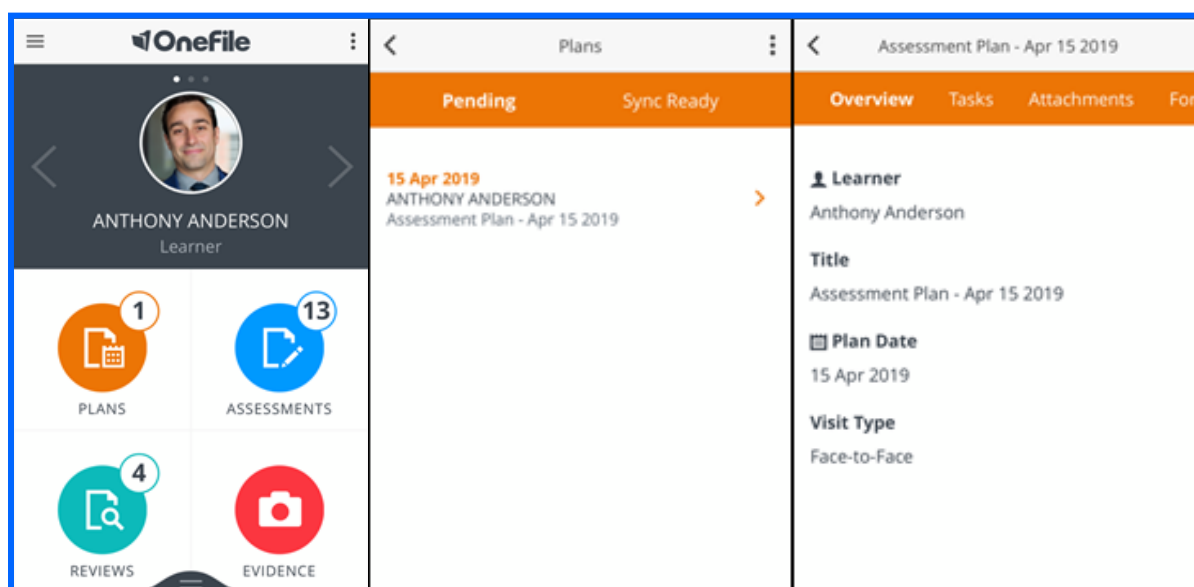 OneFile
ANTHONY ANDERSON
Learner
1
13
PLANS
ASSESSMENTS
4
REVIEWS
EVIDENCE
Plans
Pending
Sync Ready
15 Apr 2019
ANTHONY ANDERSON
Assessment Plan - Apr 15 2019
Assessment Plan - Apr 15 2019
Overview
Tasks
Attachments
For
Learner
Anthony Anderson
Title
Assessment Plan - Apr 15 2019
Plan Date
15 Apr 2019
Visit Type
Face-to-Face